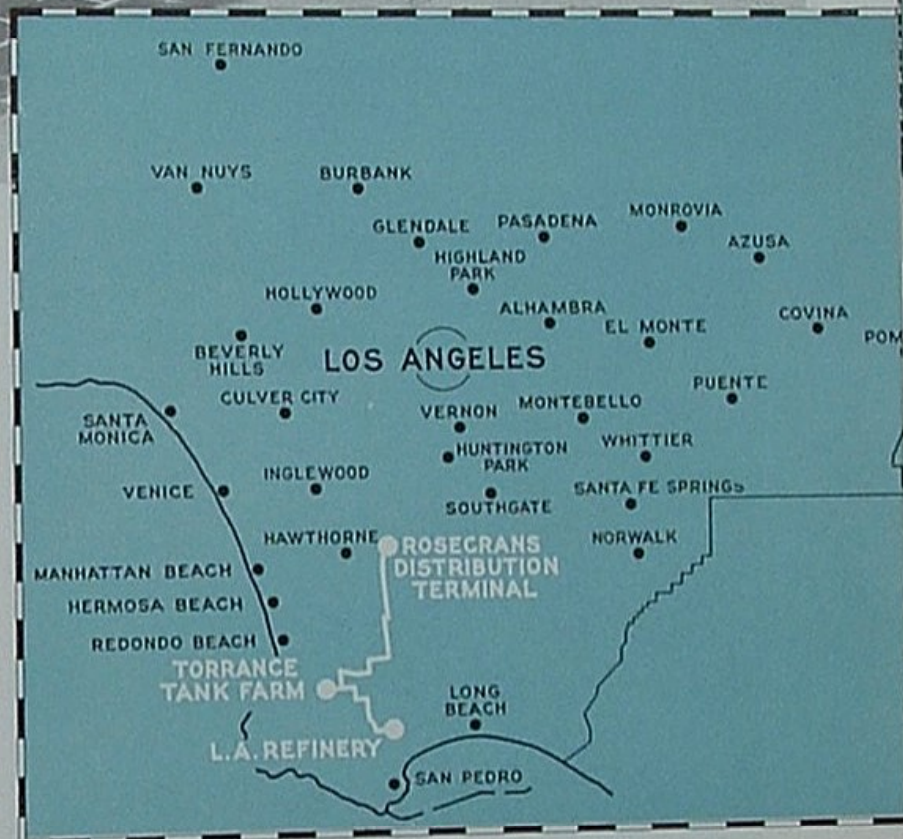 SAN FERNANDO
VAN NUYS
BURBANK
GLENDALE
PASADENA
MONROVIA
AZUSA
HIGHLAND
PARK
HOLLYWOOD
ALHAMBRA
EL MONTE
COVINA
POM
BEVERLY
HILLS
LOS ANGELES
PUENTE
CULVER CITY
SANTA
MONICA
VERNON
MONTEBELLO
HUNTINGTON
PARK
WHITTIER
INGLEWOOD
VENICE
SOUTHGATE
SANTA FE SPRINGS
HAWTHORNE
ROSECRANS
DISTRIBUTION
TERMINAL
NORWALK
MANHATTAN BEACH
HERMOSA BEACH
REDONDO BEACH
TORRANCE
TANK FARM
LONG
BEACH
L.A. REFINERY
SAN PEDRO